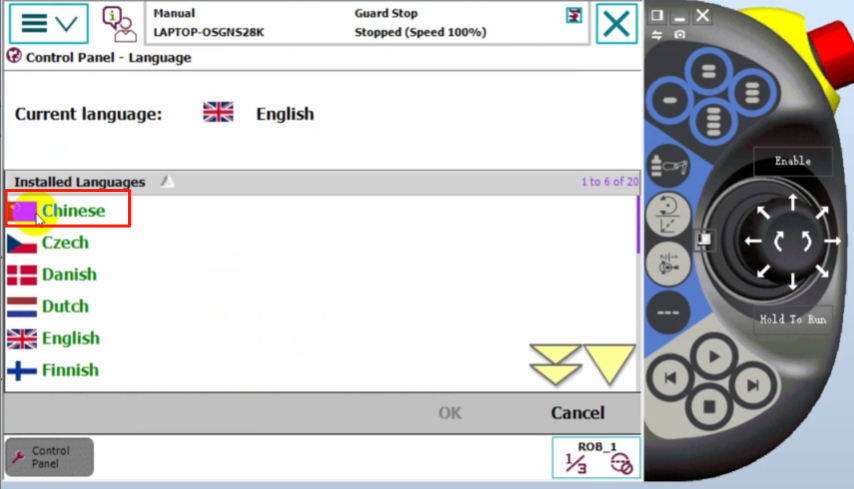 Manual
Guard Stop
LAPTOP-OSGNS28K
Stopped (Speed 100%)
Control Panel - Language
Current language:
English
Installed Languages
1 to 6 of 20
Chinese
Czech
Danish
Dutch
English
Finnish
OK
Cancel
Control
Panel
ROB_1
1/3
Enable
Hold To Run